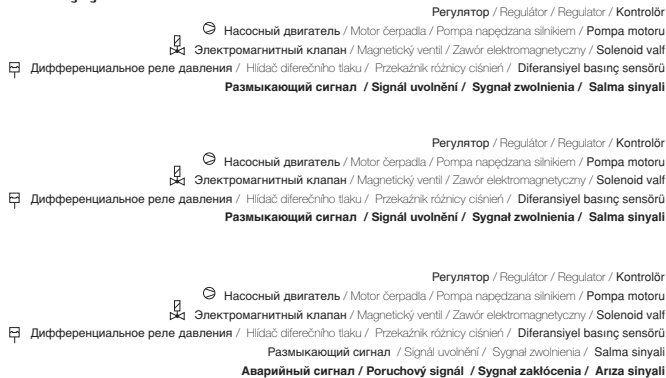 Регулятор / Regulátor / Regulator / Kontrolör
Насосный двигатель / Motor čerpadla / Pompa napędzana silnikiem / Pompa motoru
Электромагнитный клапан / Magnetický ventil / Zawór elektromagnetyczny / Solenoid valf
Дифференциальное реле давления / Hlídač diferečního tlaku / Przekaźnik różnicy ciśnień / Diferansiyel basınç sensörü
Размыкающий сигнал / Signál uvolnění / Sygnał zwolnienia / Salma sinyali
Регулятор / Regulátor / Regulator / Kontrolör
Насосный двигатель / Motor čerpadla / Pompa napędzana silnikiem / Pompa motoru
Электромагнитный клапан / Magnetický ventil / Zawór elektromagnetyczny / Solenoid valf
Дифференциальное реле давления / Hlídač diferečního tlaku / Przekaźnik różnicy ciśnień / Diferansiyel basınç sensörü
Размыкающий сигнал / Signál uvolnění / Sygnał zwolnienia / Salma sinyali
Регулятор / Regulátor / Regulator / Kontrolör
Насосный двигатель / Motor čerpadla / Pompa napędzana silnikiem / Pompa motoru
Электромагнитный клапан / Magnetický ventil / Zawór elektromagnetyczny / Solenoid valf
Дифференциальное реле давления / Hlídač diferečního tlaku / Przekaźnik różnicy ciśnień / Diferansiyel basınç sensörü
Размыкающий сигнал / Signál uvolnění / Sygnał zwolnienia / Salma sinyali
Аварийный сигнал / Poruchový signál / Sygnał zakłócenia / Arıza sinyali